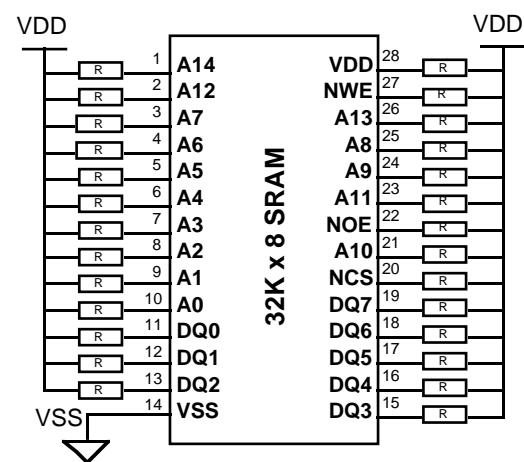 VDD
VDD
R 1 A14 VDD 28 R
R 2 A12 NWE 27 R
R 3 A7 A13 26 R
R 4 A6 A8 25 R
R 5 A5 A9 24 R
R 6 A4 A11 23 R
R 7 A3 NOE 22 R
R 8 A2 A10 21 R
R 9 A1 NCS 20 R
R 10 A0 DQ7 19 R
R 11 DQ0 DQ6 18 R
R 12 DQ1 DQ5 17 R
R 13 DQ2 DQ4 16 R
VSS 14 VSS DQ3 15 R
32K x 8 SRAM